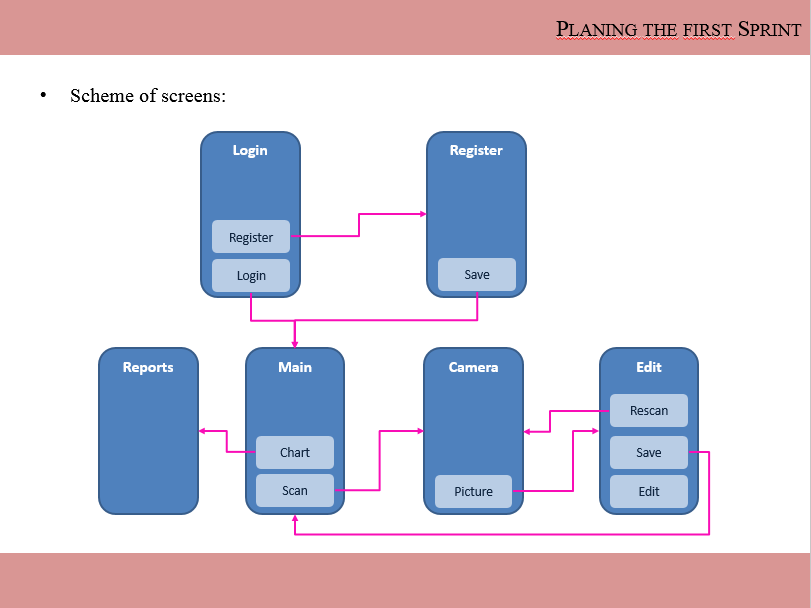 PLANING THE FIRST SPRINT
• Scheme of screens:
Login
Register
Login
Register
Save
Reports
Main
Chart
Scan
Camera
Picture
Edit
Rescan
Save
Edit